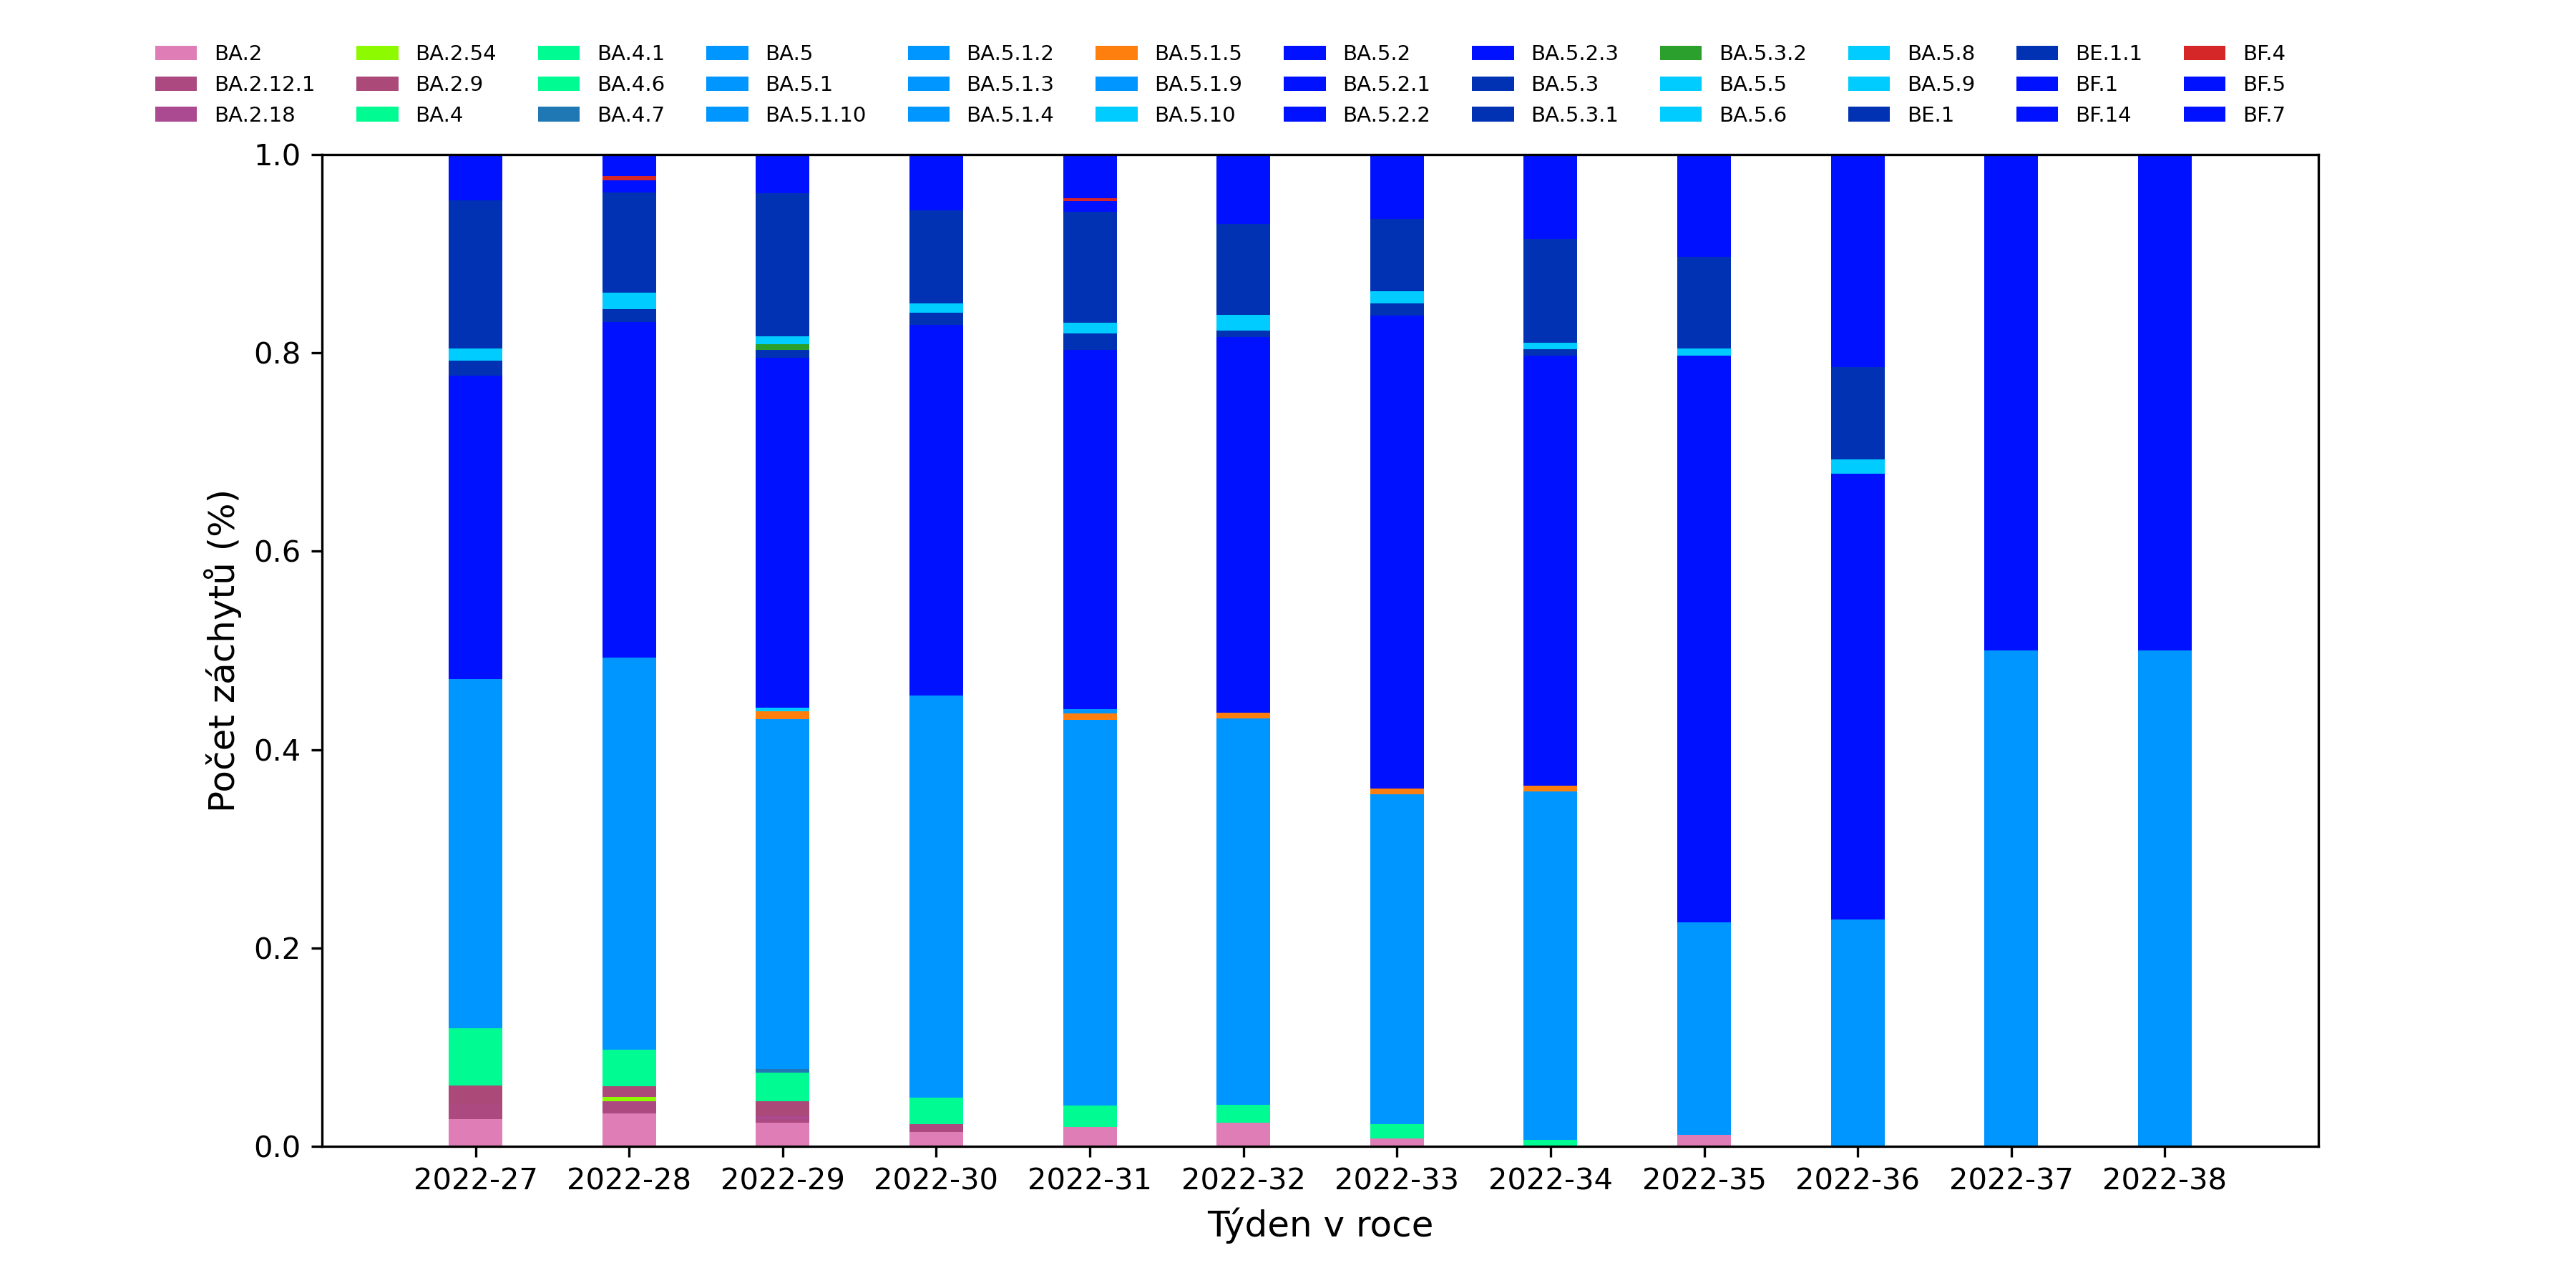 BA.2 BA.2.54 BA.4.1 BA.5 BA.5.1.2 BA.5.1.5 BA.5.2 BA.5.2.3 BA.5.3.2 BA.5.8 BE.1.1 BF.4
BA.2.12.1 BA.2.9 BA.4.6 BA.5.1 BA.5.1.3 BA.5.1.9 BA.5.2.1 BA.5.3 BA.5.5 BA.5.9 BF.1 BF.5
BA.2.18 BA.4 BA.4.7 BA.5.1.10 BA.5.1.4 BA.5.10 BA.5.2.2 BA.5.3.1 BA.5.6 BE.1 BF.14 BF.7
1.0
0.8
0.6
0.4
0.2
0.0
Počet záchytů (%)
2022-27 2022-28 2022-29 2022-30 2022-31 2022-32 2022-33 2022-34 2022-35 2022-36 2022-37 2022-38
Týden v roce